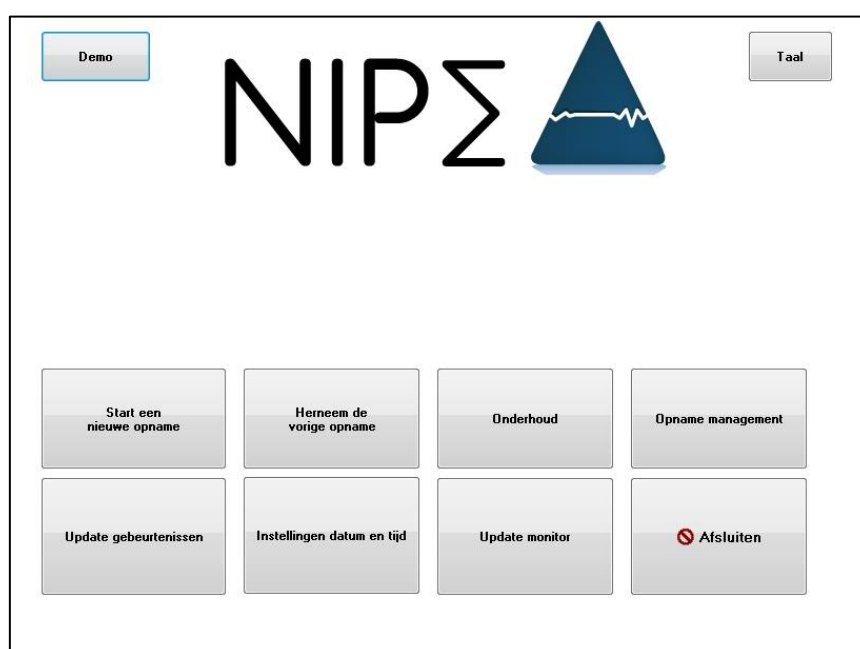 Demo
NIPΣ
Taal
Start een
nieuwe opname
Herneem de
vorige opname
Onderhoud
Opname management
Update gebeurtenissen
Instellingen datum en tijd
Update monitor
Afsluiten